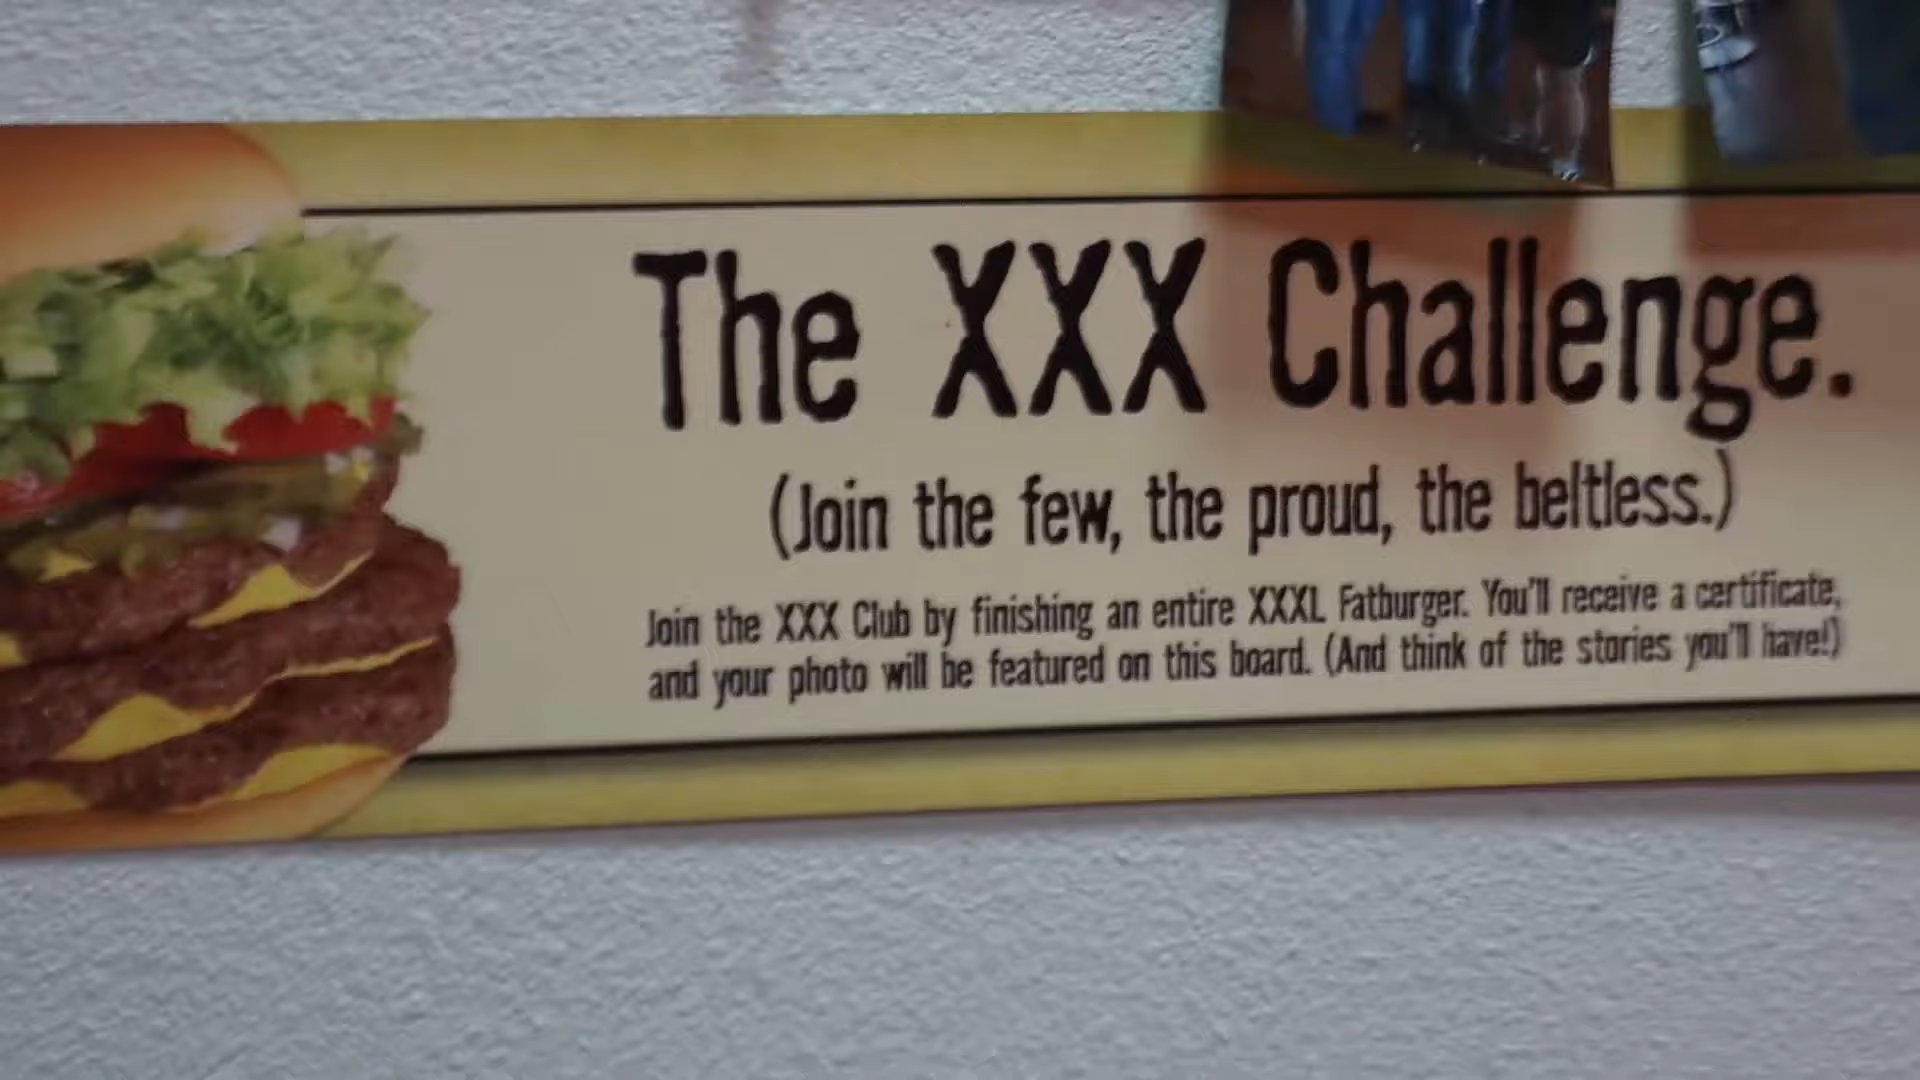 The XXX Challenge.
(Join the few, the proud, the beltless.)
Join the XXX Club by finishing an entire XXXL Fatburger. You'll receive a certificate,
and your photo will be featured on this board. (And think of the stories you'll have!)